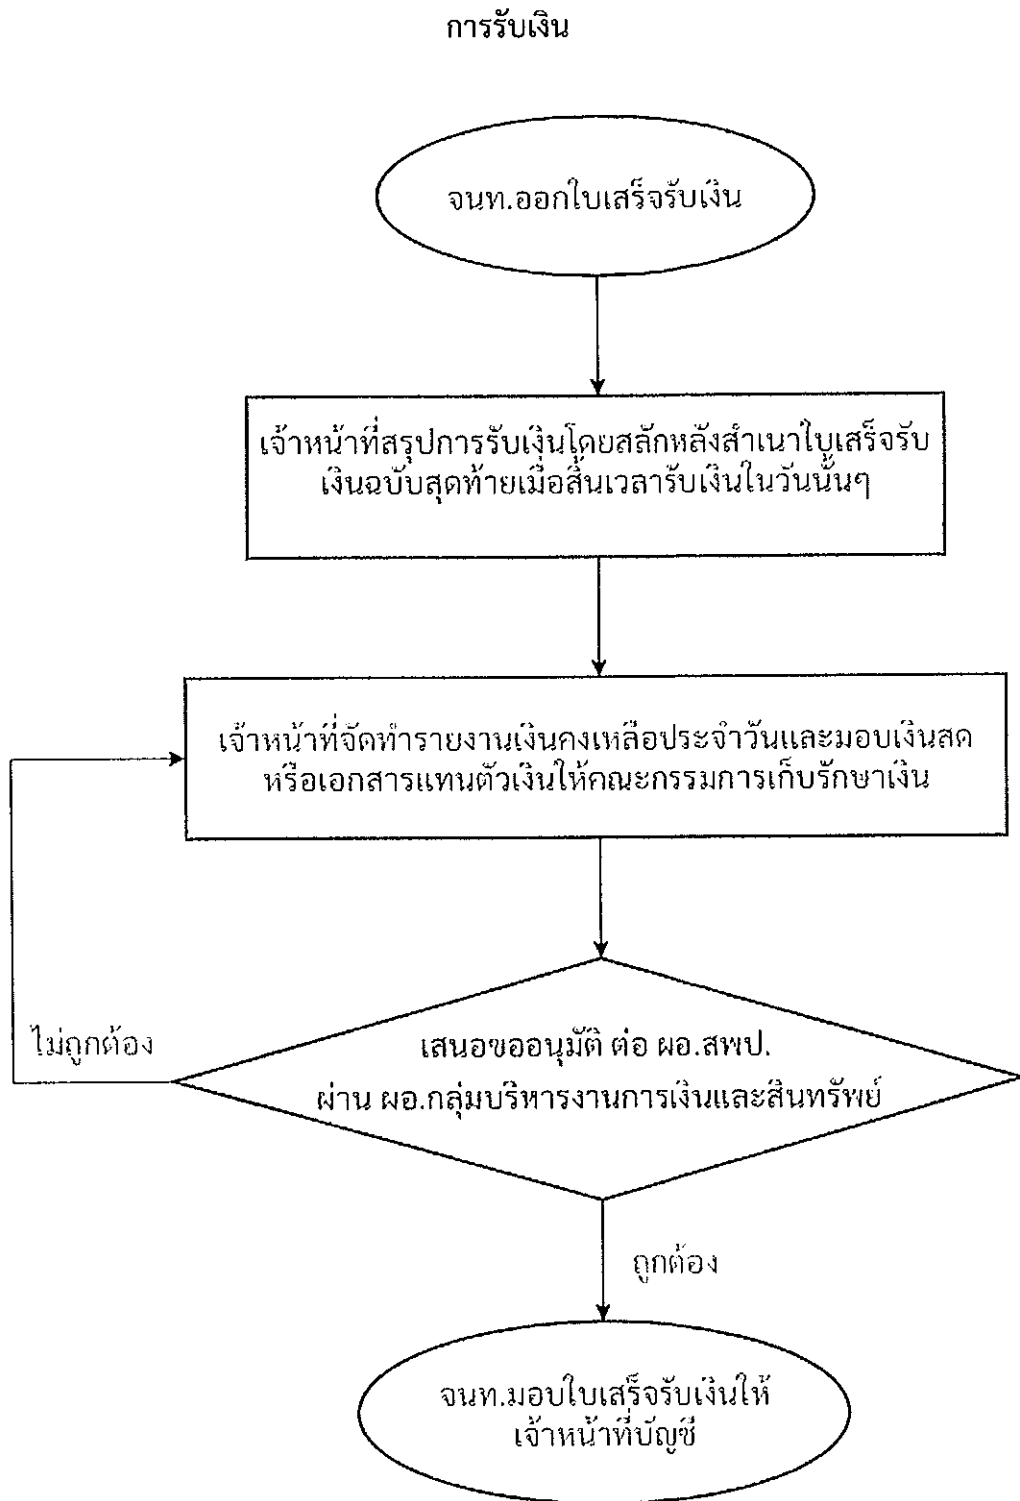 การรับเงิน
จนท.ออกใบเสร็จรับเงิน
เจ้าหน้าที่สรุปการรับเงินโดยสลักหลังสำเนาใบเสร็จรับ
เงินฉบับสุดท้ายเมื่อสิ้นเวลารับเงินในวันนั้นๆ
เจ้าหน้าที่จัดทำรายงานเงินคงเหลือประจำวันและมอบเงินสด
หรือเอกสารแทนตัวเงินให้คณะกรรมการเก็บรักษาเงิน
ไม่ถูกต้อง
เสนอขออนุมัติ ต่อ ผอ.สพป.
ผ่าน ผอ.กลุ่มบริหารงานการเงินและสินทรัพย์
ถูกต้อง
จนท.มอบใบเสร็จรับเงินให้
เจ้าหน้าที่บัญชี